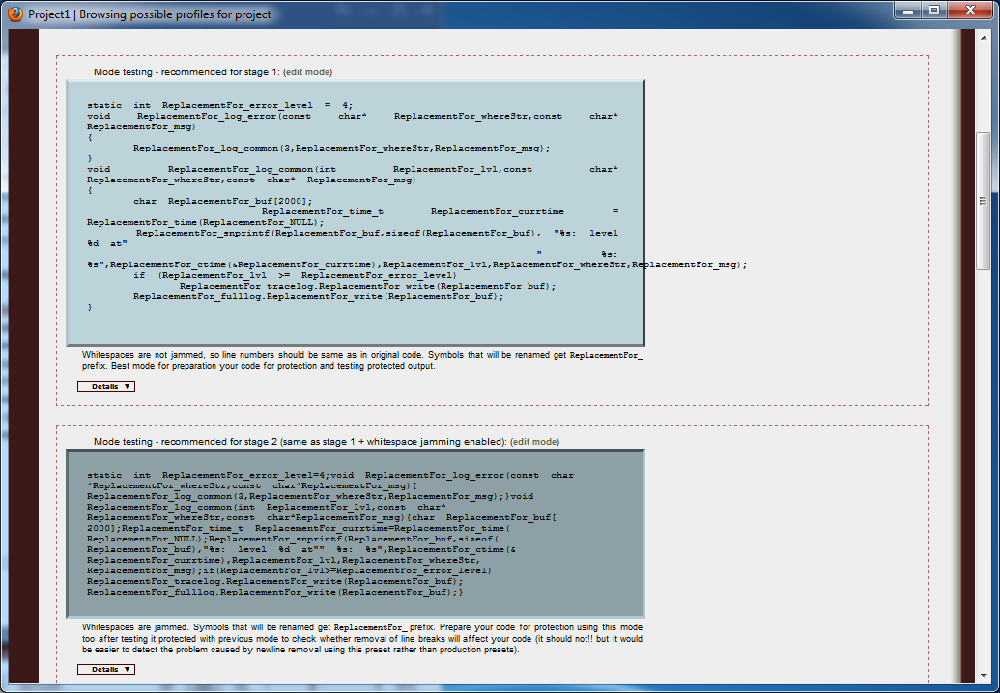 Project1 | Browsing possible profiles for project
Mode testing - recommended for stage 1: (edit mode)
static int ReplacementFor_error_level = 4;
void ReplacementFor_log_error(const char* ReplacementFor_whereStr,const char*
ReplacementFor_msg)
{
ReplacementFor_log_common(3,ReplacementFor_whereStr,ReplacementFor_msg);
}
void ReplacementFor_log_common(int ReplacementFor_lvl,const char*
ReplacementFor_whereStr,const char* ReplacementFor_msg)
{
char ReplacementFor_buf[2000];
ReplacementFor_time_t ReplacementFor_currtime =
ReplacementFor_time(ReplacementFor_NULL);
ReplacementFor_snprintf(ReplacementFor_buf,sizeof(ReplacementFor_buf), "%s: level
%d at"
" %s:
%s",ReplacementFor_ctime(&ReplacementFor_currtime),ReplacementFor_lvl,ReplacementFor_whereStr,ReplacementFor_msg);
if (ReplacementFor_lvl >= ReplacementFor_error_level)
ReplacementFor_tracelog.ReplacementFor_write(ReplacementFor_buf);
ReplacementFor_fulllog.ReplacementFor_write(ReplacementFor_buf);
}
Whitespaces are not jammed, so line numbers should be same as in original code. Symbols that will be renamed get ReplacementFor_
prefix. Best mode for preparation your code for protection and testing protected output.
Details ▼
Mode testing - recommended for stage 2 (same as stage 1 + whitespace jamming enabled): (edit mode)
static int ReplacementFor_error_level=4;void ReplacementFor_log_error(const char
*ReplacementFor_whereStr,const char*ReplacementFor_msg){
ReplacementFor_log_common(3,ReplacementFor_whereStr,ReplacementFor_msg);}void
ReplacementFor_log_common(int ReplacementFor_lvl,const char*
ReplacementFor_whereStr,const char*ReplacementFor_msg){char ReplacementFor_buf[
2000];ReplacementFor_time_t ReplacementFor_currtime=ReplacementFor_time(
ReplacementFor_NULL);ReplacementFor_snprintf(ReplacementFor_buf,sizeof(
ReplacementFor_buf),"%s: level %d at"" %s: %s",ReplacementFor_ctime(&
ReplacementFor_currtime),ReplacementFor_lvl,ReplacementFor_whereStr,
ReplacementFor_msg);if(ReplacementFor_lvl>=ReplacementFor_error_level)
ReplacementFor_tracelog.ReplacementFor_write(ReplacementFor_buf);
ReplacementFor_fulllog.ReplacementFor_write(ReplacementFor_buf);}
Whitespaces are jammed. Symbols that will be renamed get ReplacementFor_ prefix. Prepare your code for protection using this mode
too after testing it protected with previous mode to check whether removal of line breaks will affect your code (it should not!! but it would
be easier to detect the problem caused by newline removal using this preset rather than production presets).
Details ▼